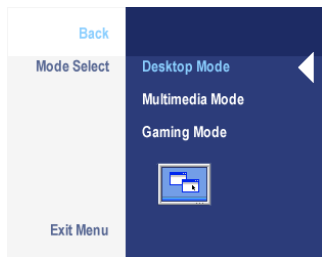 Back
Mode Select
Desktop Mode
Multimedia Mode
Gaming Mode
Exit Menu